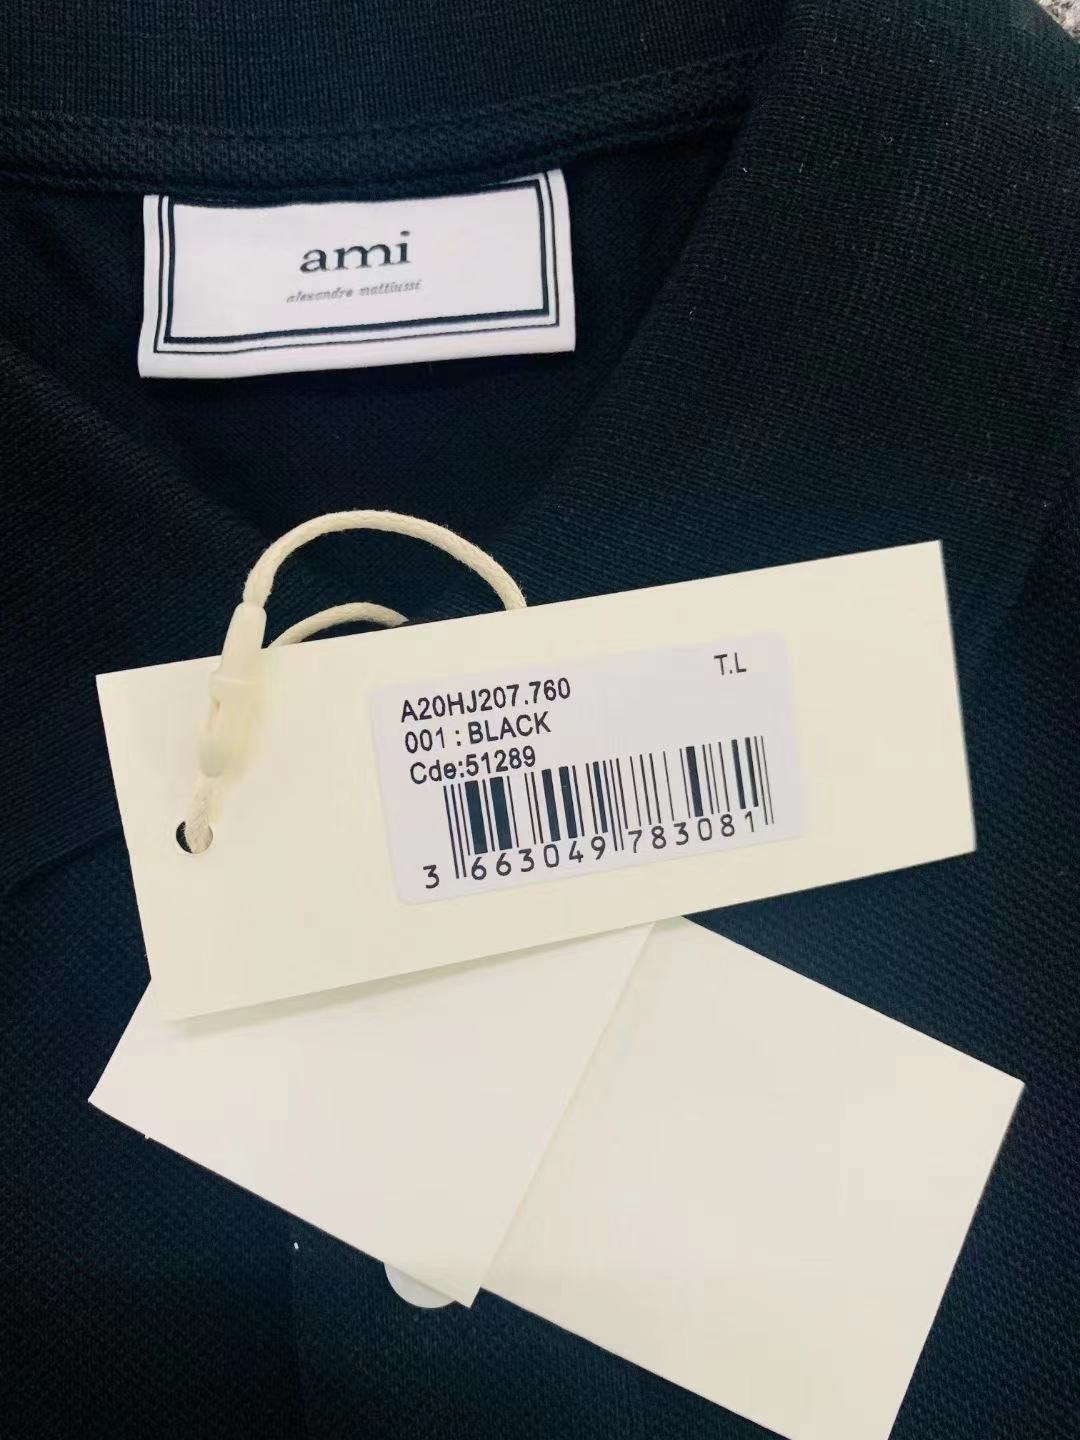 ami
alexandre mattiussi
T.L
A20HJ207.760
001 : BLACK
Cde:51289
3 663049 783081